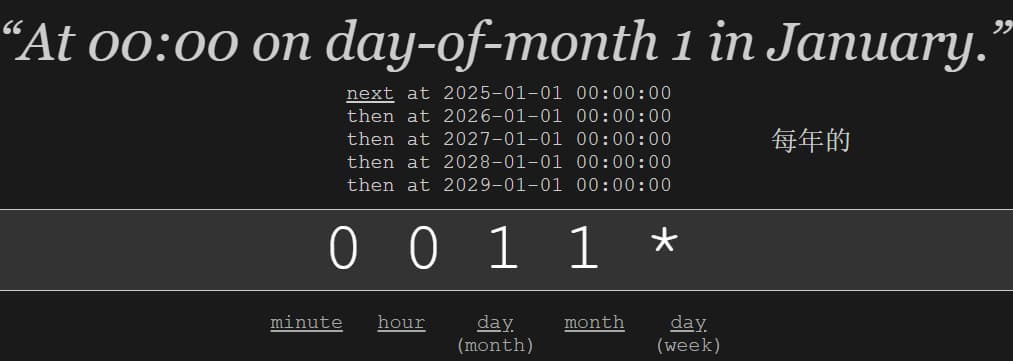 “At 00:00 on day-of-month 1 in January.”
next at 2025-01-01 00:00:00
then at 2026-01-01 00:00:00
then at 2027-01-01 00:00:00
每年的
then at 2028-01-01 00:00:00
then at 2029-01-01 00:00:00
0 0 1 1 *
minute hour day month day
(month) (week)